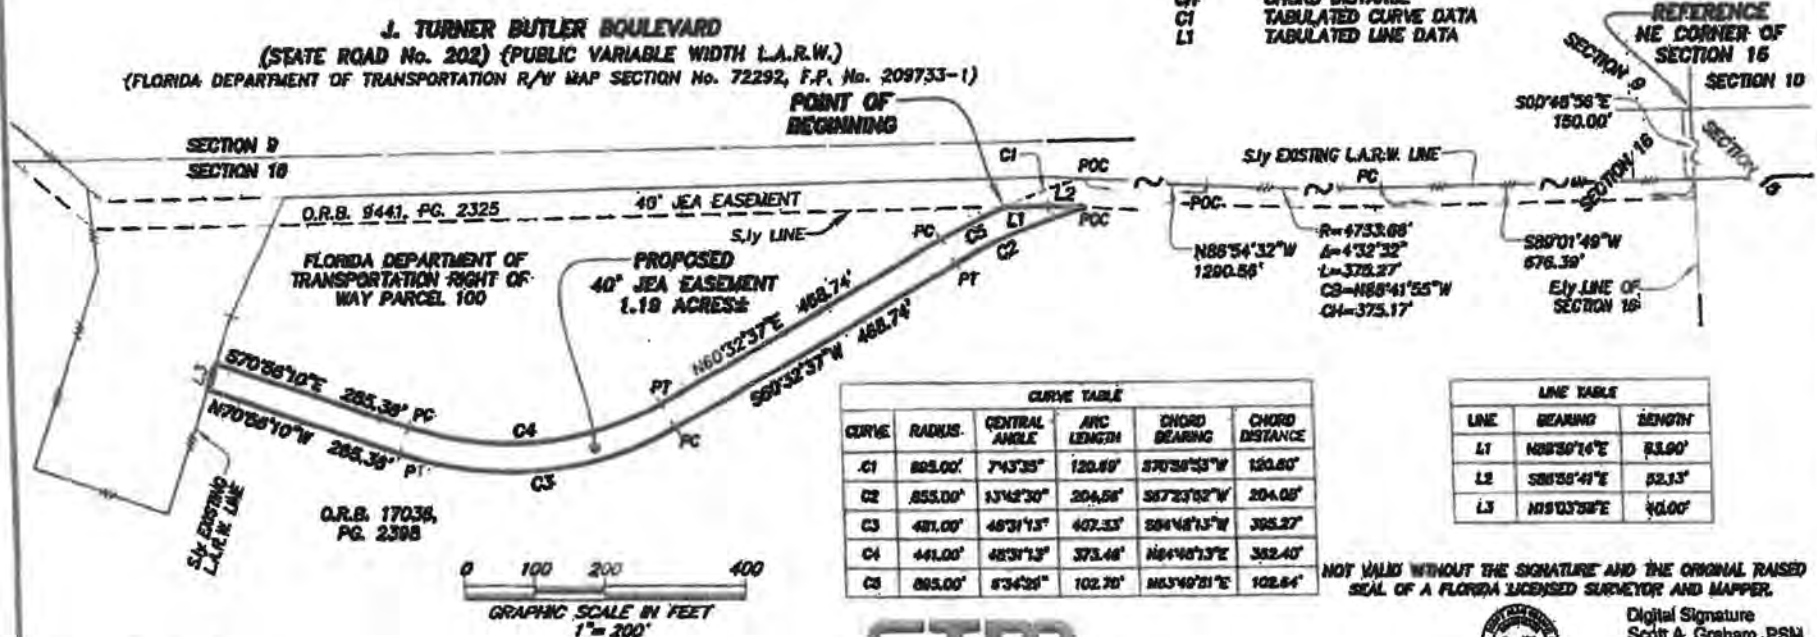 J. TURNER BUTLER BOULEVARD
(STATE ROAD No. 202) (PUBLIC VARIABLE WIDTH L.A.R.W.)
(FLORIDA DEPARTMENT OF TRANSPORTATION R/W MAP SECTION No. 72292, F.P. No. 209733-1)
CH CHORD DISTANCE
C1 TABULATED CURVE DATA
L1 TABULATED LINE DATA
REFERENCE
NE CORNER OF
SECTION 16
SECTION 9
SECTION 10
S00°48'58"E
150.00'
SECTION 16
SECTION 15
POINT OF
BEGINNING
SECTION 9
SECTION 16
C1
POC
S.ly EXISTING L.A.R.W. LINE
PC
L2
O.R.B. 9441, PG. 2325
40' JEA EASEMENT
S.ly LINE
PC
C5
L1
C2
POC
POC
PT
N88°54'32"W
1290.56'
R=4733.66'
Δ=4°32'32"
L=375.27'
CB=N88°41'55"W
CH=375.17'
S89°01'49"W
676.39'
E.ly LINE OF
SECTION 16
FLORIDA DEPARTMENT OF
TRANSPORTATION RIGHT OF
WAY PARCEL 100
PROPOSED
40' JEA EASEMENT
1.19 ACRES±
N60°32'37"E 468.74'
S60°32'37"W 468.74'
L3
S70°56'10"E 285.38' PC
N70°56'10"W 285.38'
PT
C4
PT
PC
C3
S.ly EXISTING
L.A.R.W. LINE
O.R.B. 17036,
PG. 2398
0 100 200 400
GRAPHIC SCALE IN FEET
1"= 200'
CURVE TABLE
CURVE RADIUS CENTRAL ANGLE ARC LENGTH CHORD BEARING CHORD DISTANCE
C1 895.00' 7°43'35" 120.69' 120.60'
C2 855.00' 13°42'30" 204.56' S67°23'52"W 204.08'
C3 481.00' 48°31'13" 407.33' S84°48'13"W 395.27'
C4 441.00' 48°31'13" 373.46' N84°48'13"E 362.40'
C5 895.00' 6°34'29" 102.70' N63°49'51"E 102.64'
LINE TABLE
LINE BEARING LENGTH
L1 83.90'
L2 S86°55'41"E 52.13'
L3 N19°03'58"E 40.00'
NOT VALID WITHOUT THE SIGNATURE AND THE ORIGINAL RAISED
SEAL OF A FLORIDA LICENSED SURVEYOR AND MAPPER.
Digital Signature
Scott A. Graham, PSM